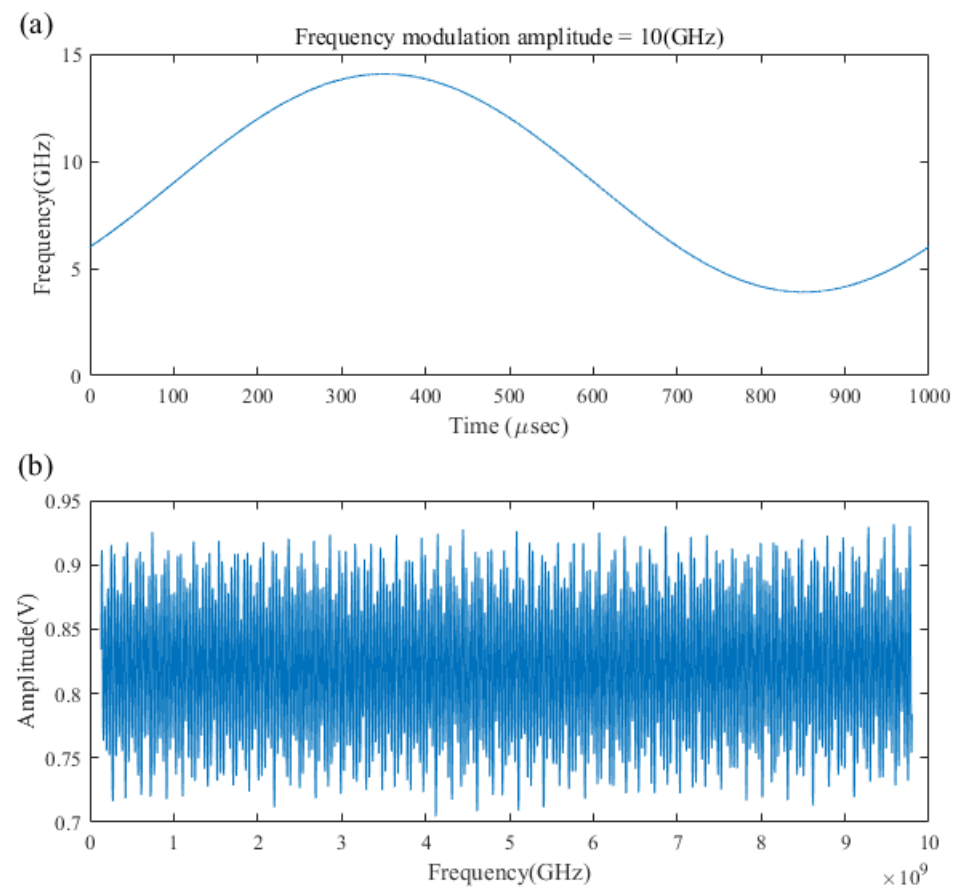 (a)
Frequency modulation amplitude = 10(GHz)
15
10
5
0
Frequency(GHz)
0 100 200 300 400 500 600 700 800 900 1000
Time (μsec)
(b)
0.95
0.9
0.85
0.8
0.75
0.7
Amplitude(V)
0 1 2 3 4 5 6 7 8 9 10
Frequency(GHz)
×10⁹